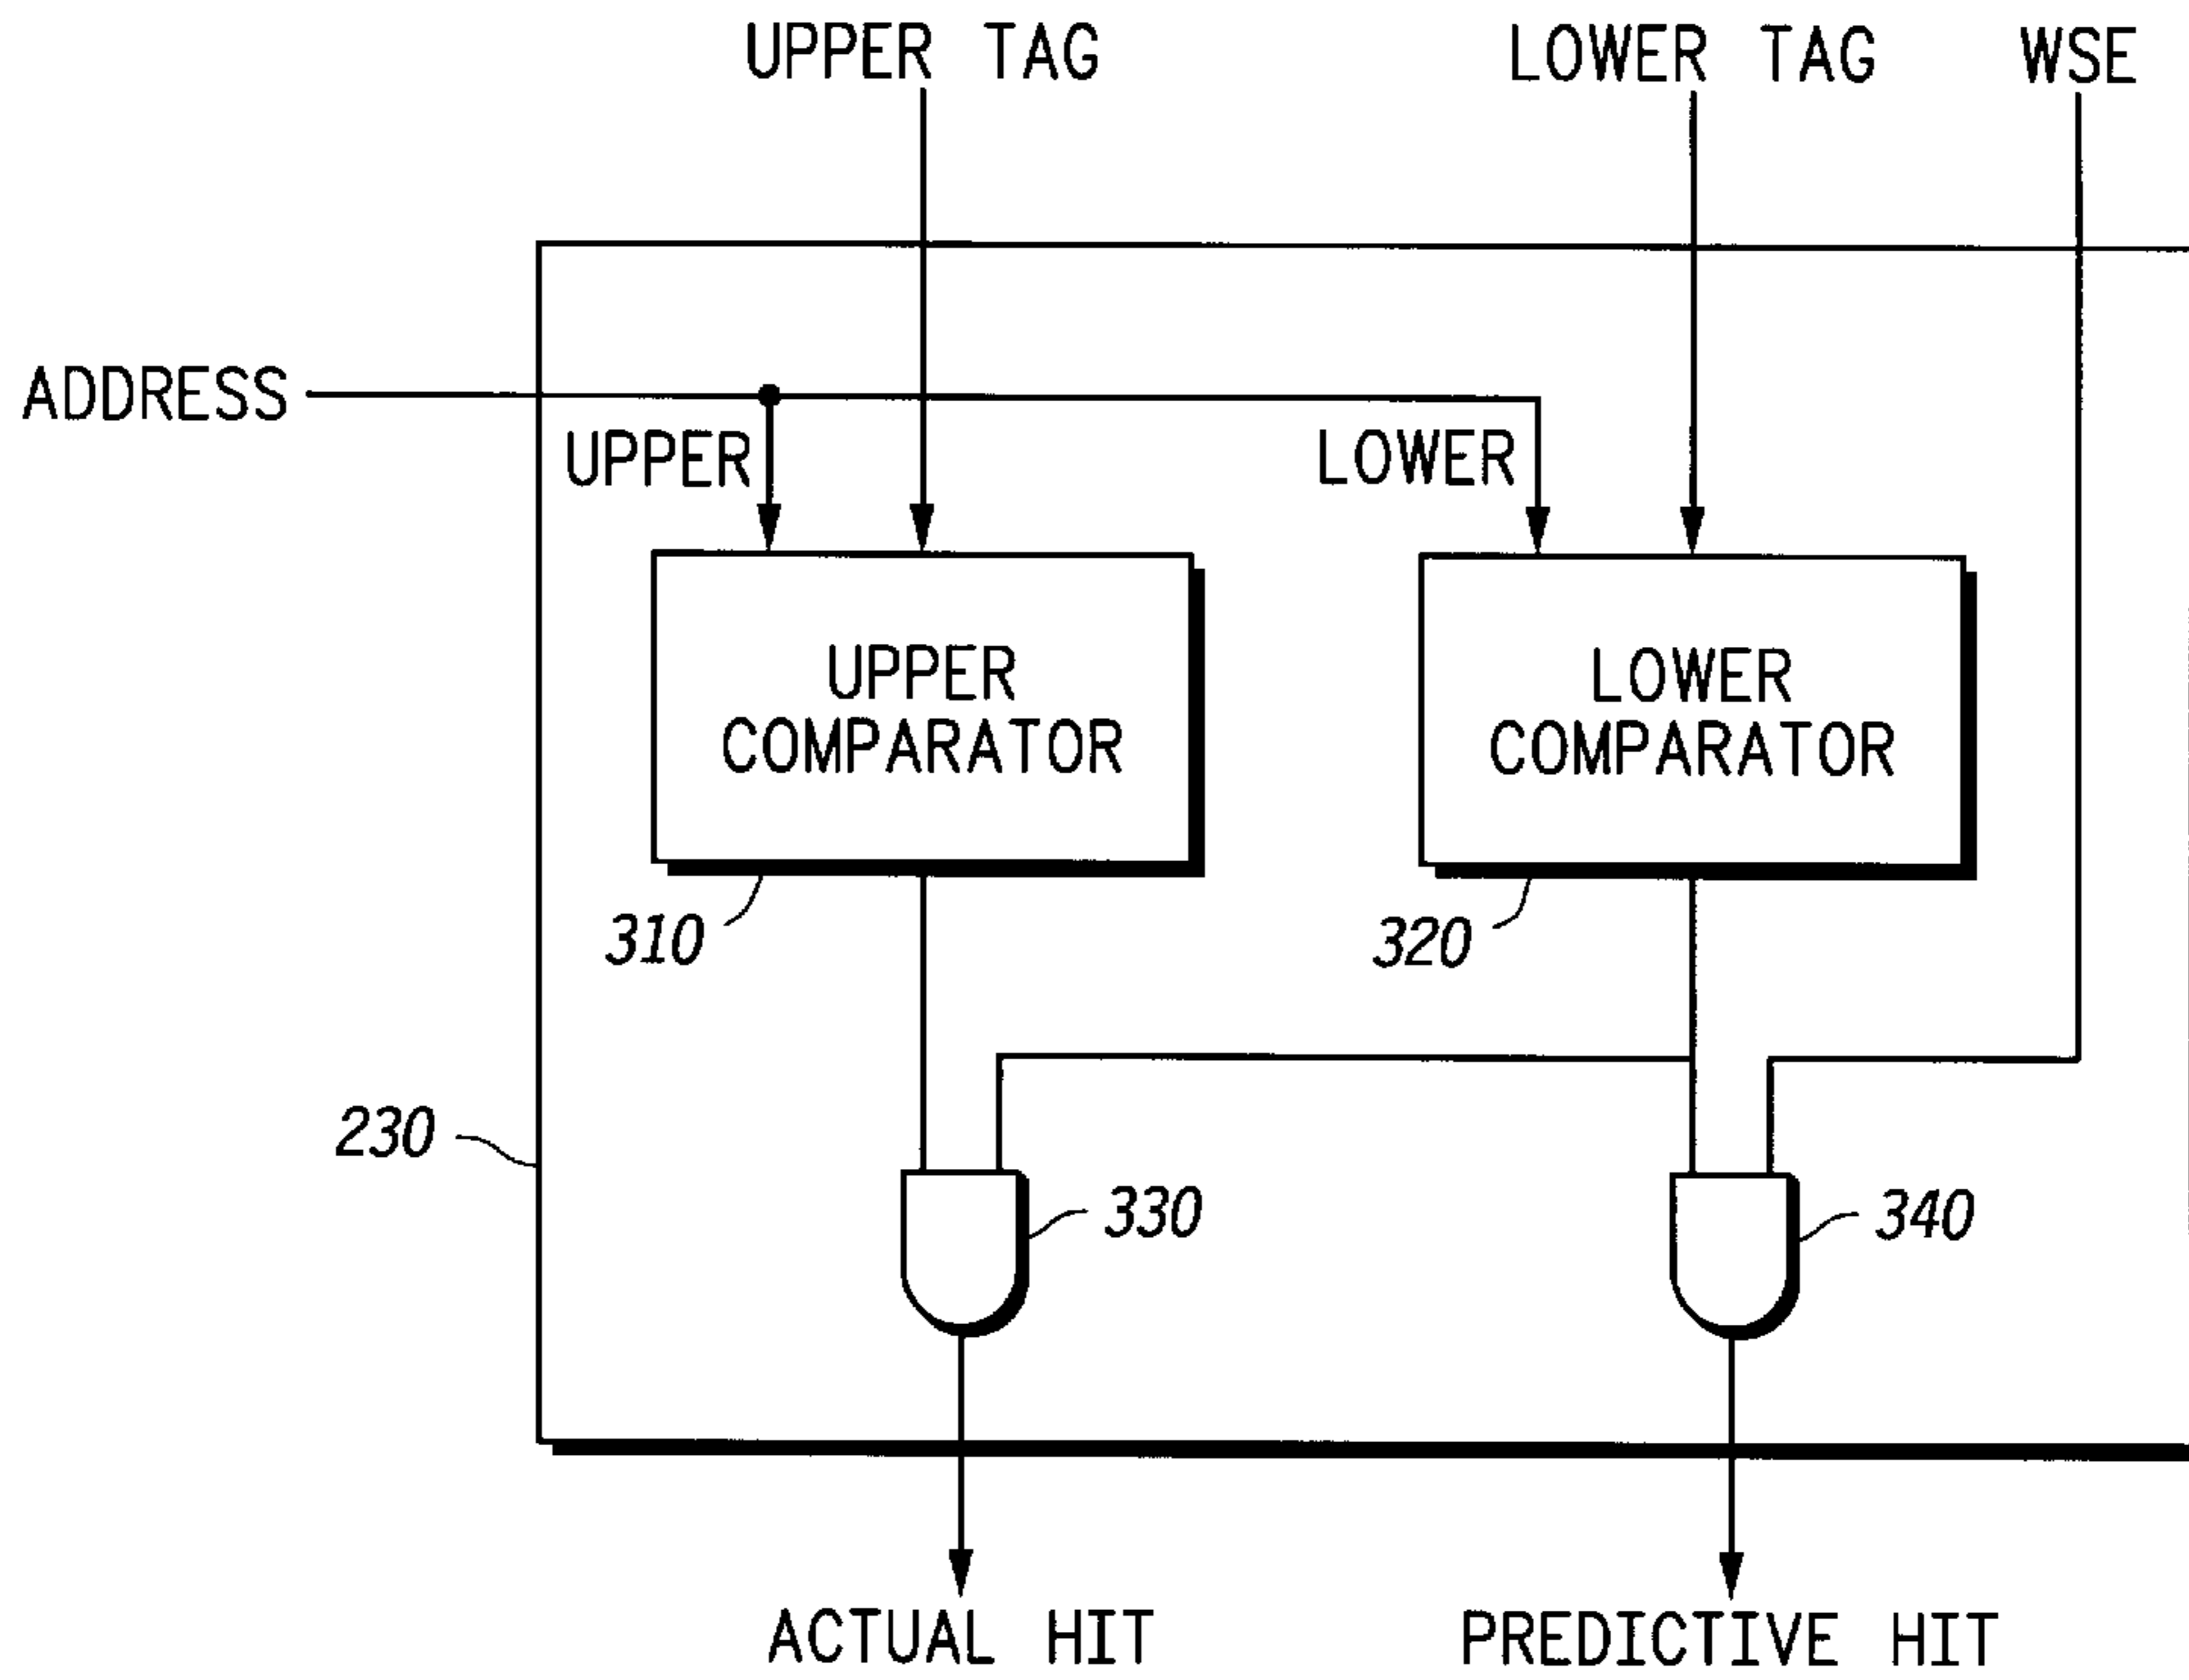 UPPER TAG
LOWER TAG
WSE
ADDRESS
UPPER
LOWER
UPPER
COMPARATOR
LOWER
COMPARATOR
310
320
230
330
340
ACTUAL HIT
PREDICTIVE HIT